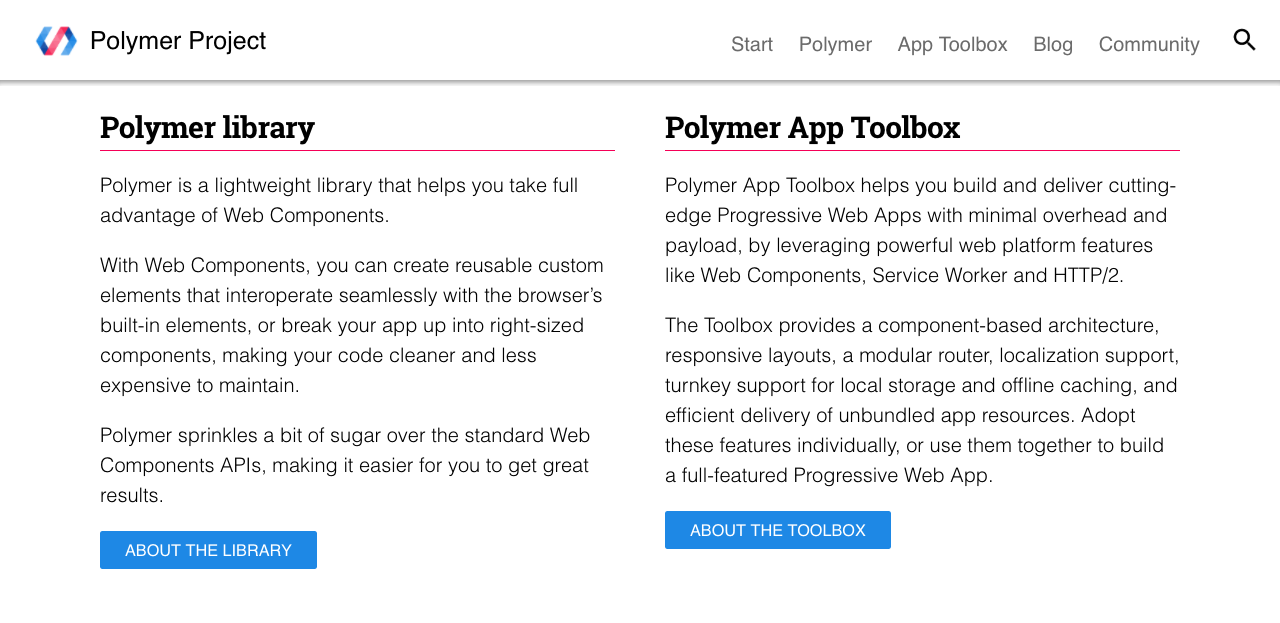 Polymer Project
Start Polymer App Toolbox Blog Community
Polymer library
Polymer is a lightweight library that helps you take full
advantage of Web Components.
With Web Components, you can create reusable custom
elements that interoperate seamlessly with the browser’s
built-in elements, or break your app up into right-sized
components, making your code cleaner and less
expensive to maintain.
Polymer sprinkles a bit of sugar over the standard Web
Components APIs, making it easier for you to get great
results.
ABOUT THE LIBRARY
Polymer App Toolbox
Polymer App Toolbox helps you build and deliver cutting-
edge Progressive Web Apps with minimal overhead and
payload, by leveraging powerful web platform features
like Web Components, Service Worker and HTTP/2.
The Toolbox provides a component-based architecture,
responsive layouts, a modular router, localization support,
turnkey support for local storage and offline caching, and
efficient delivery of unbundled app resources. Adopt
these features individually, or use them together to build
a full-featured Progressive Web App.
ABOUT THE TOOLBOX